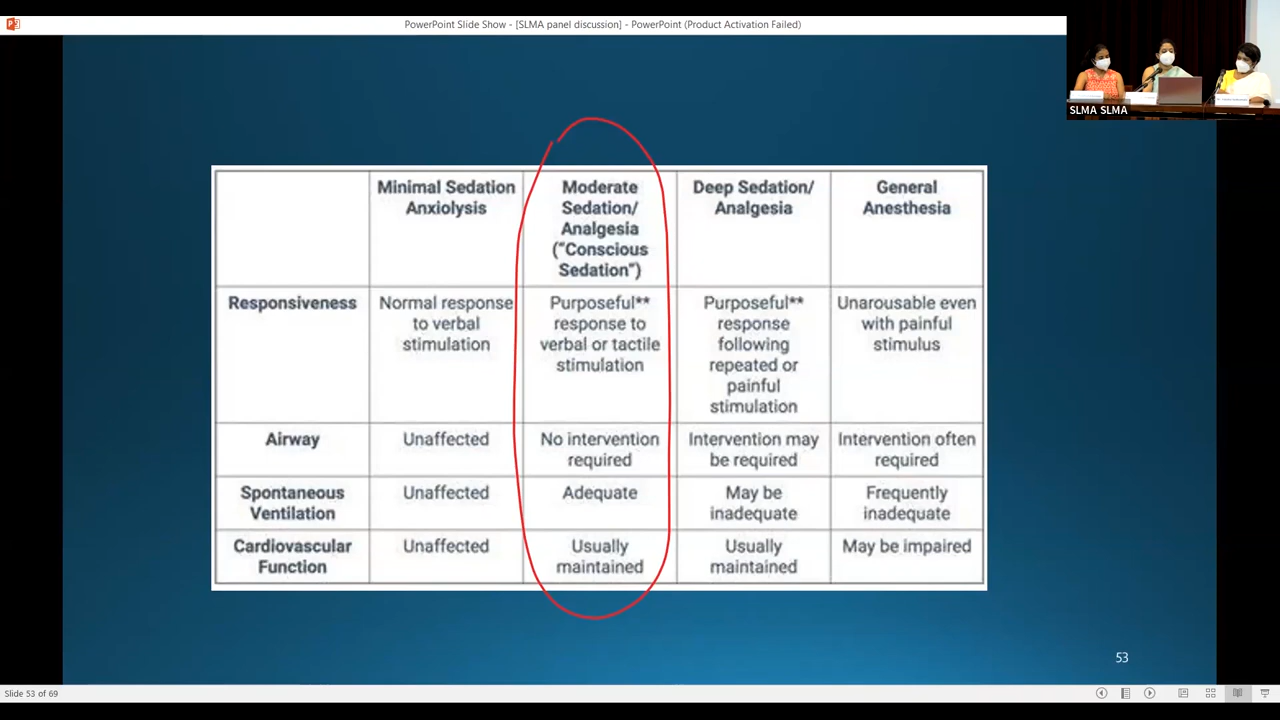 PowerPoint Slide Show - [SLMA panel discussion] - PowerPoint (Product Activation Failed)
SLMA SLMA
Minimal Sedation
Anxiolysis
Moderate
Sedation/
Analgesia
("Conscious
Sedation")
Deep Sedation/
Analgesia
General
Anesthesia
Responsiveness
Normal response
to verbal
stimulation
Purposeful**
response to
verbal or tactile
stimulation
Purposeful**
response
following
repeated or
painful
stimulation
Unarousable even
with painful
stimulus
Airway
Unaffected
No intervention
required
Intervention may
be required
Intervention often
required
Spontaneous
Ventilation
Unaffected
Adequate
May be
inadequate
Frequently
inadequate
Cardiovascular
Function
Unaffected
Usually
maintained
Usually
maintained
May be impaired
53
Slide 53 of 69